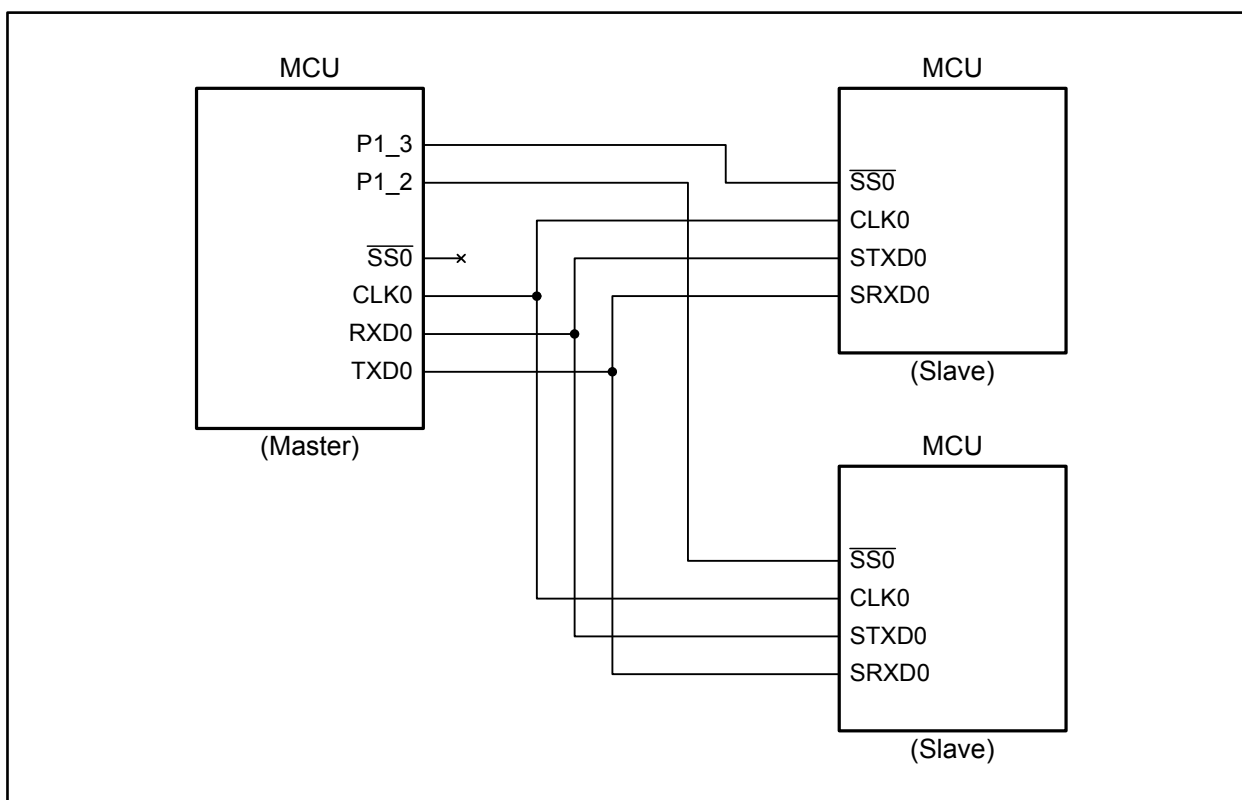 MCU
P1_3
P1_2
SS0
CLK0
RXD0
TXD0
(Master)
MCU
SS0
CLK0
STXD0
SRXD0
(Slave)
MCU
SS0
CLK0
STXD0
SRXD0
(Slave)